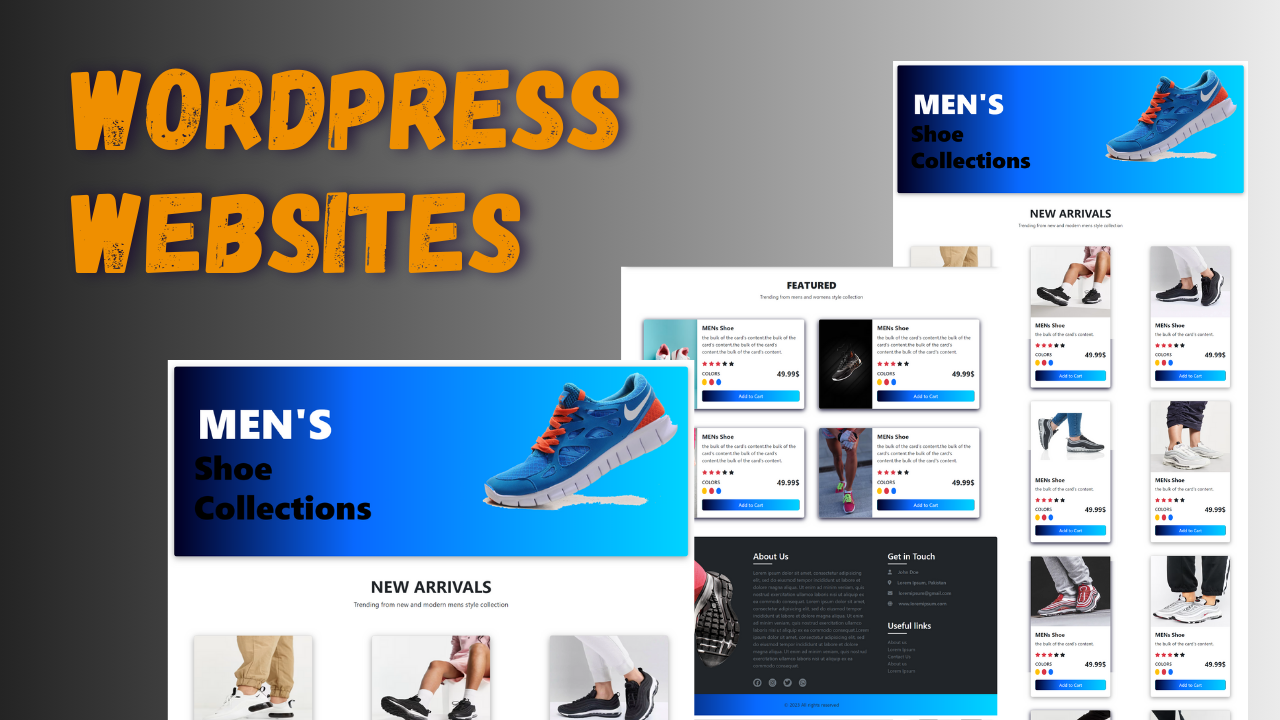 WORDPRESS
WEBSITES
MEN'S
Shoe
Collections
NEW ARRIVALS
Trending from new and modern mens style collection
MENs Shoe
the bulk of the card's content.
COLORS
49.99$
Add to Cart
MENs Shoe
the bulk of the card's content.
COLORS
49.99$
Add to Cart
MENs Shoe
the bulk of the card's content.
COLORS
49.99$
Add to Cart
MENs Shoe
the bulk of the card's content.
COLORS
49.99$
Add to Cart
MENs Shoe
the bulk of the card's content.
COLORS
49.99$
Add to Cart
MENs Shoe
the bulk of the card's content.
COLORS
49.99$
Add to Cart
FEATURED
Trending from mens and womens style collection
MENs Shoe
the bulk of the card's content.the bulk of the
card's content.the bulk of the card's
content.the bulk of the card's content.
COLORS
49.99$
Add to Cart
MENs Shoe
the bulk of the card's content.the bulk of the
card's content.the bulk of the card's
content.the bulk of the card's content.
COLORS
49.99$
Add to Cart
MENs Shoe
the bulk of the card's content.the bulk of the
card's content.the bulk of the card's
content.the bulk of the card's content.
COLORS
49.99$
Add to Cart
MENs Shoe
the bulk of the card's content.the bulk of the
card's content.the bulk of the card's
content.the bulk of the card's content.
COLORS
49.99$
Add to Cart
About Us
Get in Touch
John Doe
Lorem ipsum, Pakistan
loremipsum@gmail.com
www.loremipsum.com
Useful links
About us
Lorem Ipsum
Contact Us
About us
Lorem Ipsum
© 2023 All rights reserved
MEN'S
Shoe
Collections
NEW ARRIVALS
Trending from new and modern mens style collection